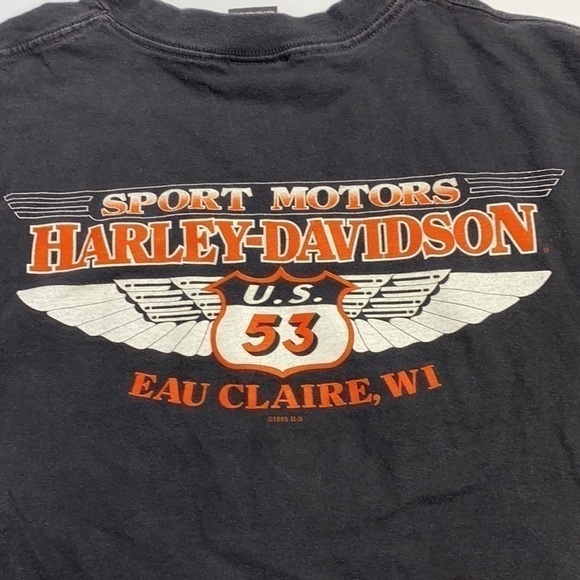 SPORT MOTORS
HARLEY-DAVIDSON®
U.S.
53
EAU CLAIRE, WI